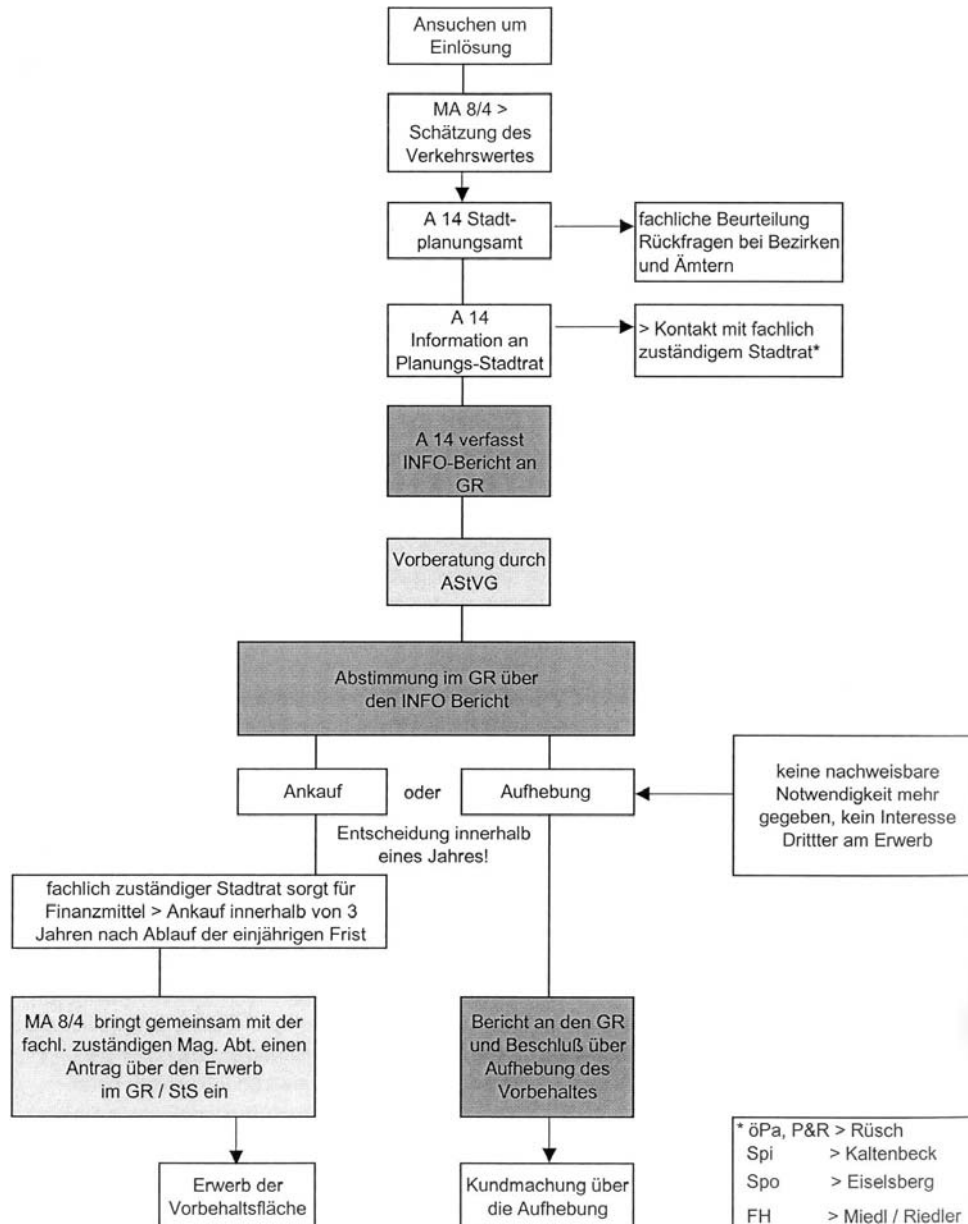 Ansuchen um
Einlösung
MA 8/4 >
Schätzung des
Verkehrswertes
A 14 Stadt-
planungsamt
fachliche Beurteilung
Rückfragen bei Bezirken
und Ämtern
A 14
Information an
Planungs-Stadtrat
> Kontakt mit fachlich
zuständigem Stadtrat*
A 14 verfasst
INFO-Bericht an
GR
Vorberatung durch
AStVG
Abstimmung im GR über
den INFO Bericht
Ankauf
oder
Aufhebung
keine nachweisbare
Notwendigkeit mehr
gegeben, kein Interesse
Drittter am Erwerb
Entscheidung innerhalb
eines Jahres!
fachlich zuständiger Stadtrat sorgt für
Finanzmittel > Ankauf innerhalb von 3
Jahren nach Ablauf der einjährigen Frist
MA 8/4 bringt gemeinsam mit der
fachl. zuständigen Mag. Abt. einen
Antrag über den Erwerb
im GR / StS ein
Bericht an den GR
und Beschluß über
Aufhebung des
Vorbehaltes
Erwerb der
Vorbehaltsfläche
Kundmachung über
die Aufhebung
* öPa, P&R > Rüsch
Spi > Kaltenbeck
Spo > Eiselsberg
FH > Miedl / Riedler